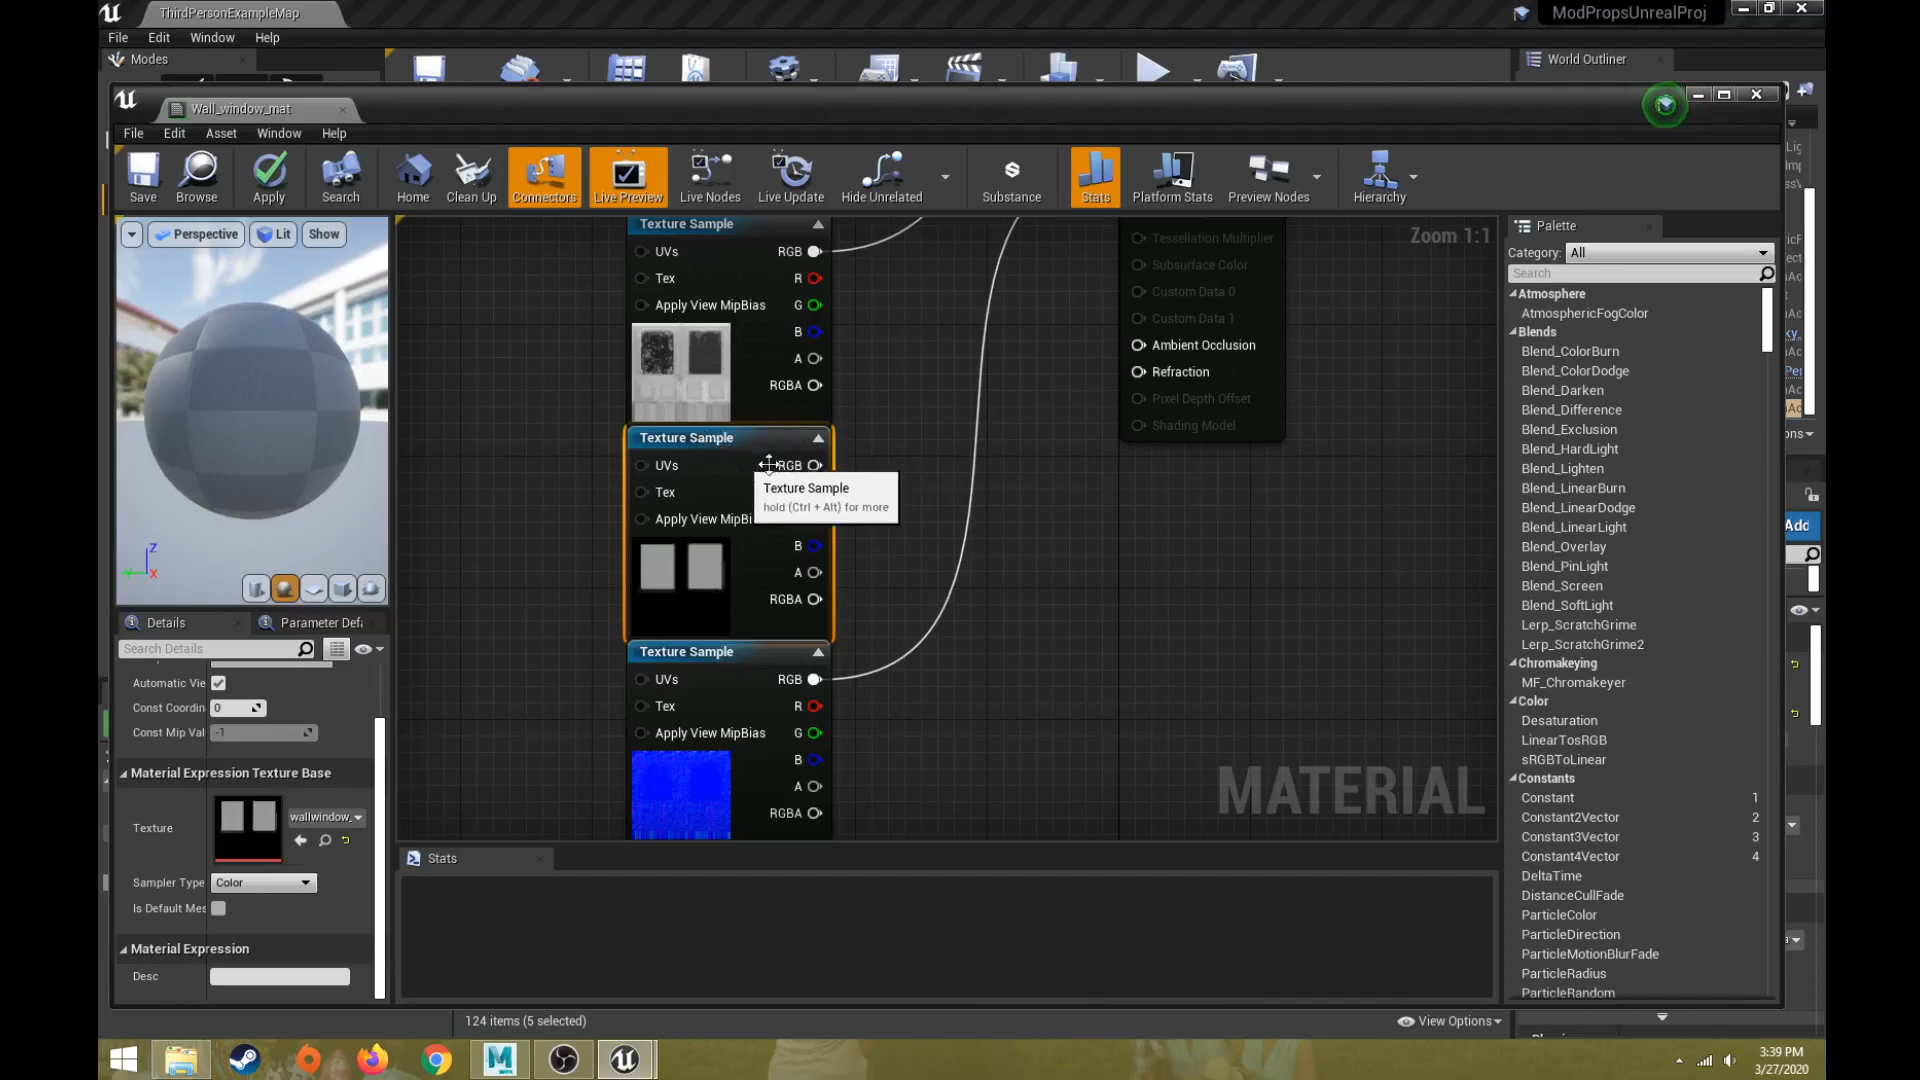 ThirdPersonExampleMap
ModPropsUnrealProj
File Edit Window Help
Modes
World Outliner
Wall_window_mat
File Edit Asset Window Help
Save Browse Apply Search Home Clean Up Connectors Live Preview Live Nodes Live Update Hide Unrelated Substance Stats Platform Stats Preview Nodes Hierarchy
Perspective Lit Show
Z
X
Y
Texture Sample
UVs RGB
Tex R
Apply View MipBias G
B
A
RGBA
Texture Sample
UVs RGB
Tex
Apply View MipBi
B
A
RGBA
Texture Sample
hold (Ctrl + Alt) for more
Texture Sample
UVs RGB
Tex R
Apply View MipBias G
B
A
RGBA
Tessellation Multiplier
Subsurface Color
Custom Data 0
Custom Data 1
Ambient Occlusion
Refraction
Pixel Depth Offset
Shading Model
Zoom 1:1
MATERIAL
Details Parameter Defa
Search Details
Automatic Vie
Const Coordin 0
Const Mip Val -1
Material Expression Texture Base
Texture wallwindow_
Sampler Type Color
Is Default Mes
Material Expression
Desc
Stats
Palette
Category: All
Search
Atmosphere
AtmosphericFogColor
Blends
Blend_ColorBurn
Blend_ColorDodge
Blend_Darken
Blend_Difference
Blend_Exclusion
Blend_HardLight
Blend_Lighten
Blend_LinearBurn
Blend_LinearDodge
Blend_LinearLight
Blend_Overlay
Blend_PinLight
Blend_Screen
Blend_SoftLight
Lerp_ScratchGrime
Lerp_ScratchGrime2
Chromakeying
MF_Chromakeyer
Color
Desaturation
LinearTosRGB
sRGBToLinear
Constants
Constant 1
Constant2Vector 2
Constant3Vector 3
Constant4Vector 4
DeltaTime
DistanceCullFade
ParticleColor
ParticleDirection
ParticleMotionBlurFade
ParticleRadius
ParticleRandom
Add
124 items (5 selected)
View Options
3:39 PM
3/27/2020